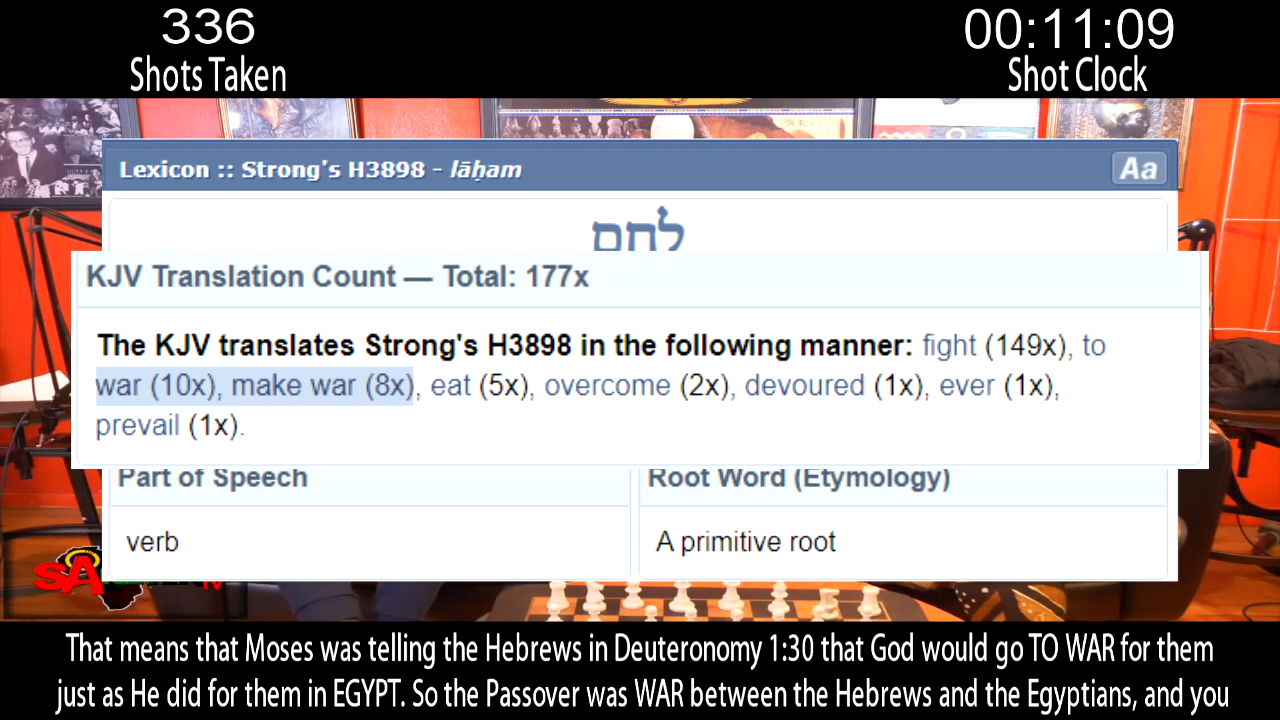 336
Shots Taken
00:11:09
Shot Clock
Lexicon :: Strong's H3898 - lāḥam
Aa
לחם
KJV Translation Count — Total: 177x
The KJV translates Strong's H3898 in the following manner: fight (149x), to
war (10x), make war (8x), eat (5x), overcome (2x), devoured (1x), ever (1x),
prevail (1x).
Part of Speech
Root Word (Etymology)
verb
A primitive root
That means that Moses was telling the Hebrews in Deuteronomy 1:30 that God would go TO WAR for them
just as He did for them in EGYPT. So the Passover was WAR between the Hebrews and the Egyptians, and you